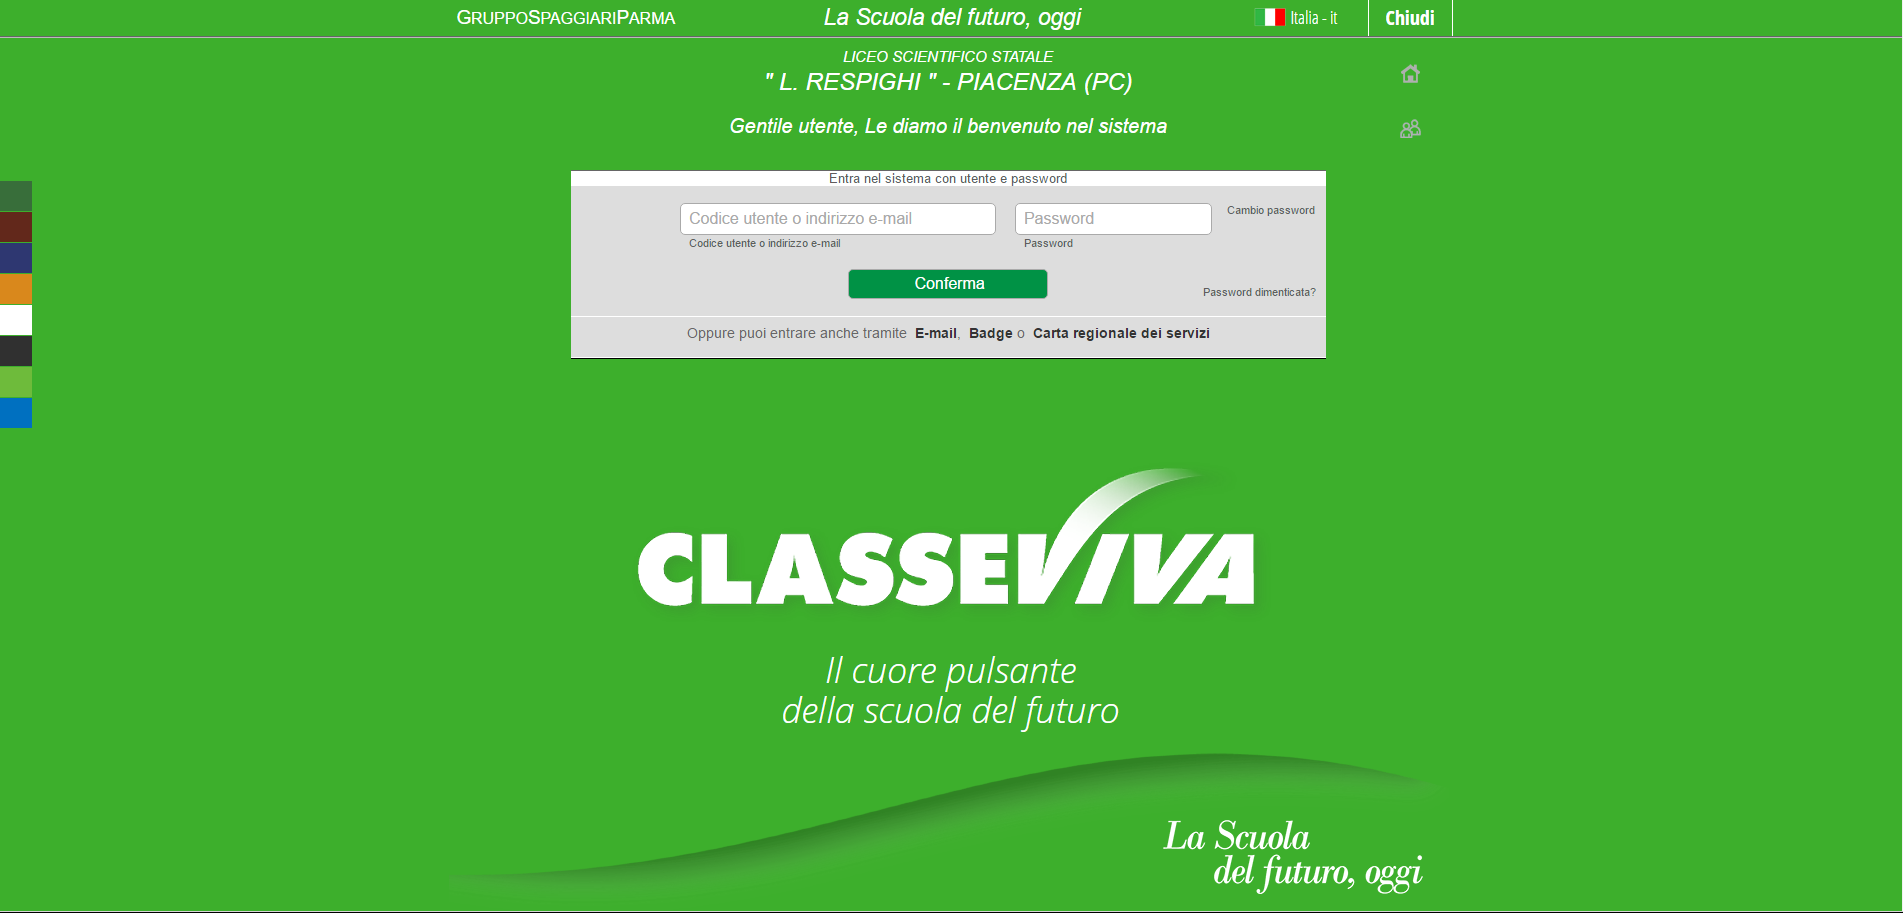 GRUPPOSPAGGIARIPARMA
La Scuola del futuro, oggi
Italia - it
Chiudi
LICEO SCIENTIFICO STATALE
" L. RESPIGHI " - PIACENZA (PC)
Gentile utente, Le diamo il benvenuto nel sistema
Entra nel sistema con utente e password
Codice utente o indirizzo e-mail
Password
Cambio password
Codice utente o indirizzo e-mail
Password
Conferma
Password dimenticata?
Oppure puoi entrare anche tramite E-mail, Badge o Carta regionale dei servizi
CLASSEVIVA
Il cuore pulsante
della scuola del futuro
La Scuola
del futuro, oggi